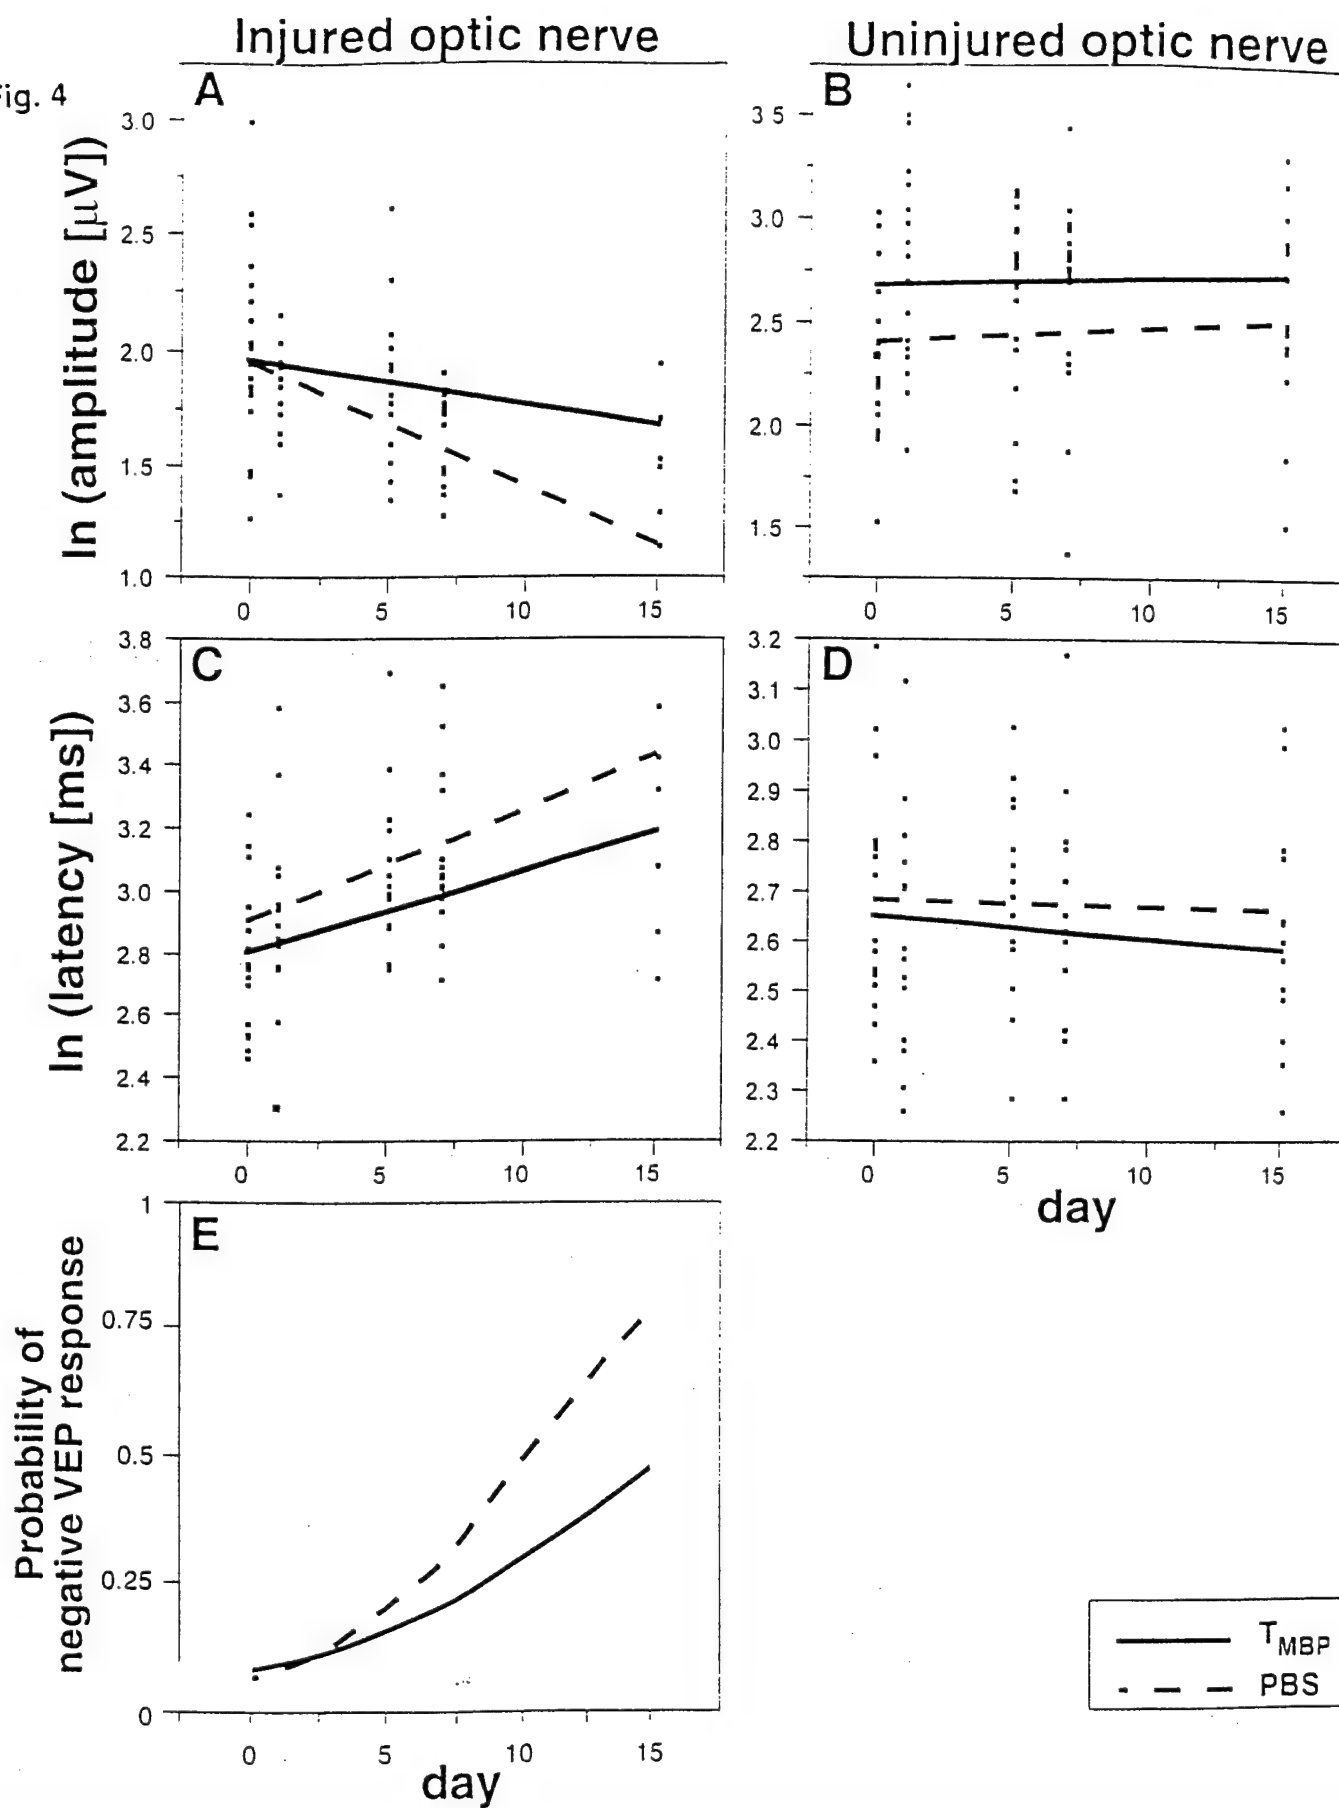 Injured optic nerve
Uninjured optic nerve
Fig. 4
A
ln (amplitude [μV])
3.0
2.5
2.0
1.5
1.0
0 5 10 15
B
3 5
3.0
2.5
2.0
1.5
0 5 10 15
C
ln (latency [ms])
3.8
3.6
3.4
3.2
3.0
2.8
2.6
2.4
2.2
0 5 10 15
D
3.2
3.1
3.0
2.9
2.8
2.7
2.6
2.5
2.4
2.3
2.2
0 5 10 15
day
E
Probability of
negative VEP response
1
0.75
0.5
0.25
0
0 5 10 15
day
TMBP
PBS